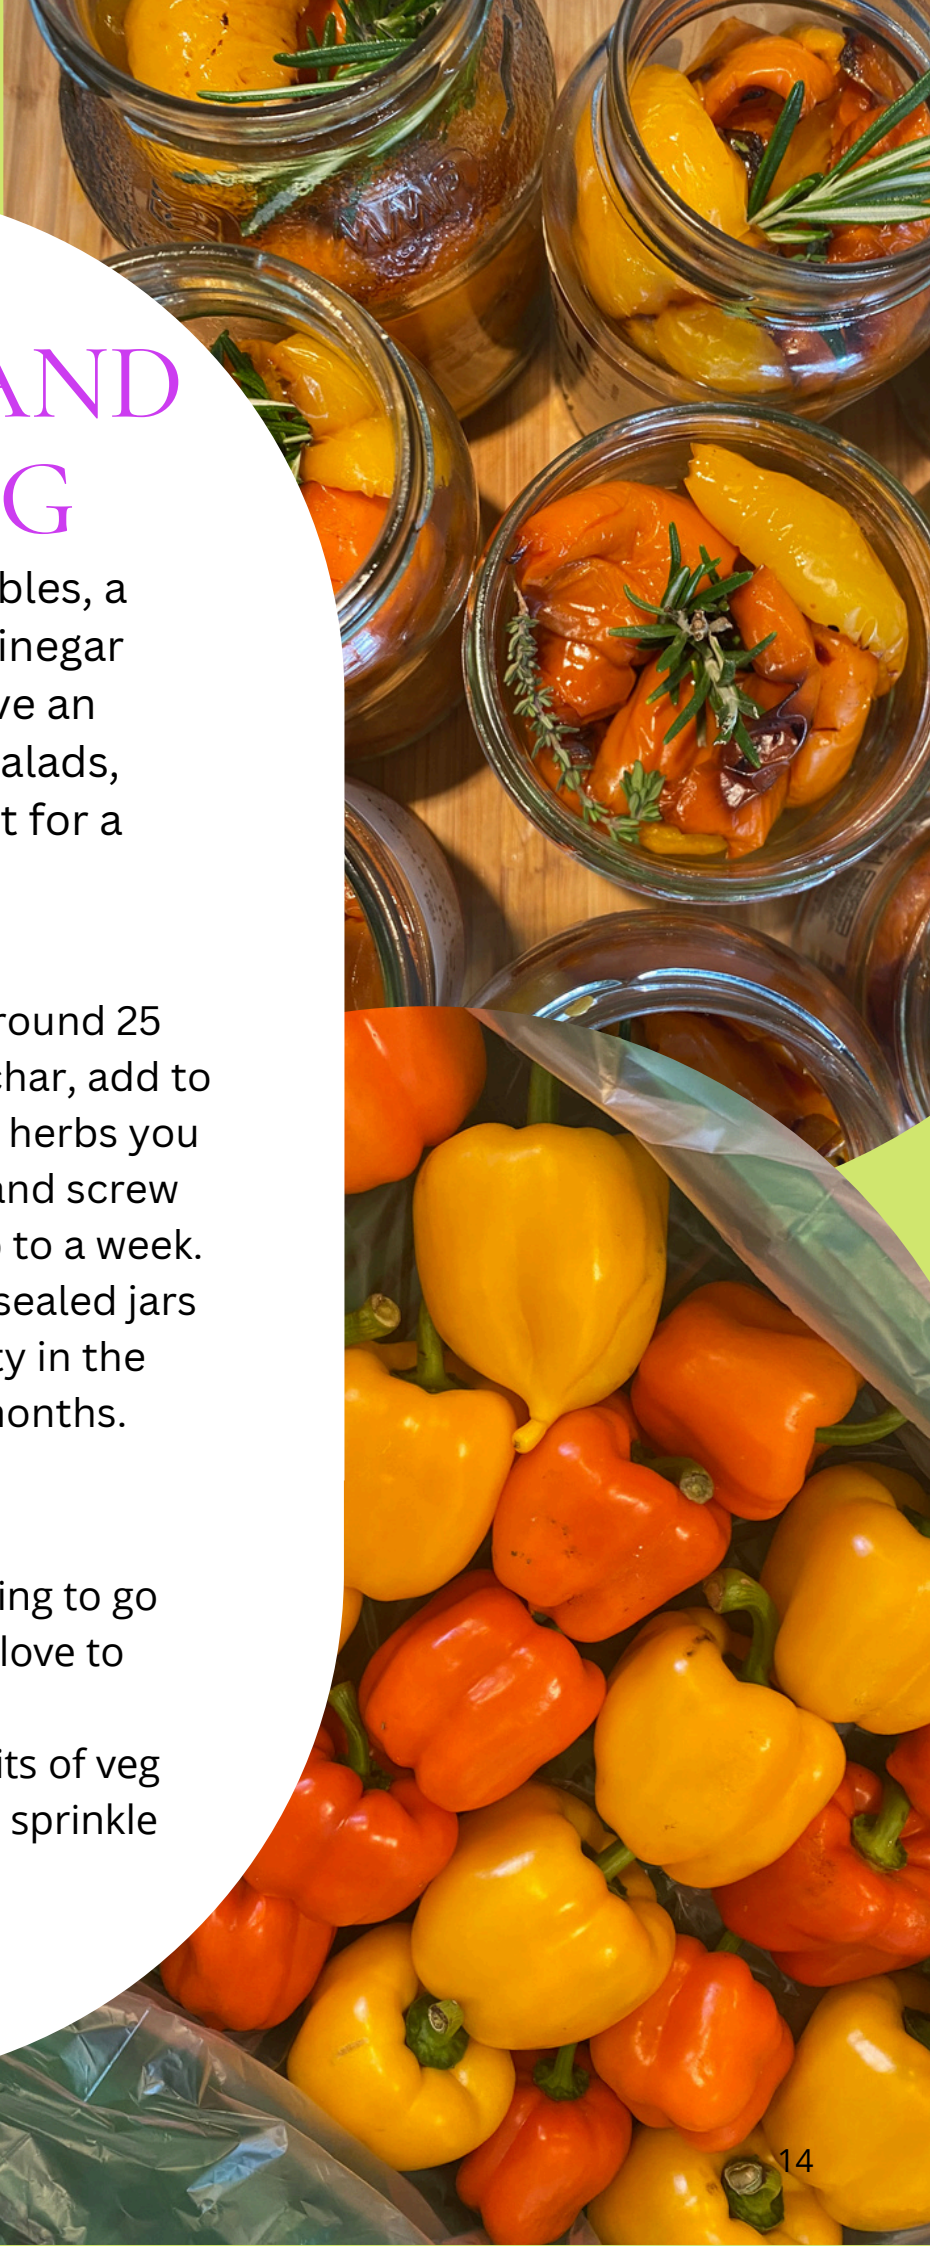 AND
G
bles, a
inegar
ve an
alads,
t for a
round 25
char, add to
herbs you
and screw
to a week.
sealed jars
ty in the
months.
ing to go
love to
its of veg
sprinkle
14